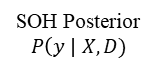 SOH Posterior
P(y | X, D)